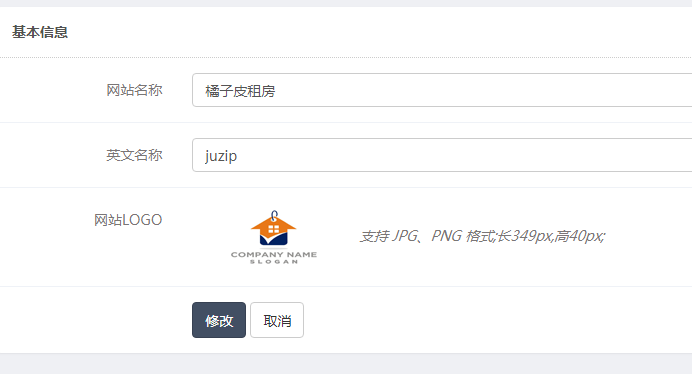 基本信息
网站名称
橘子皮租房
英文名称
juzip
网站LOGO
COMPANY NAME
SLOGAN
支持 JPG、PNG 格式;长349px,高40px;
修改
取消